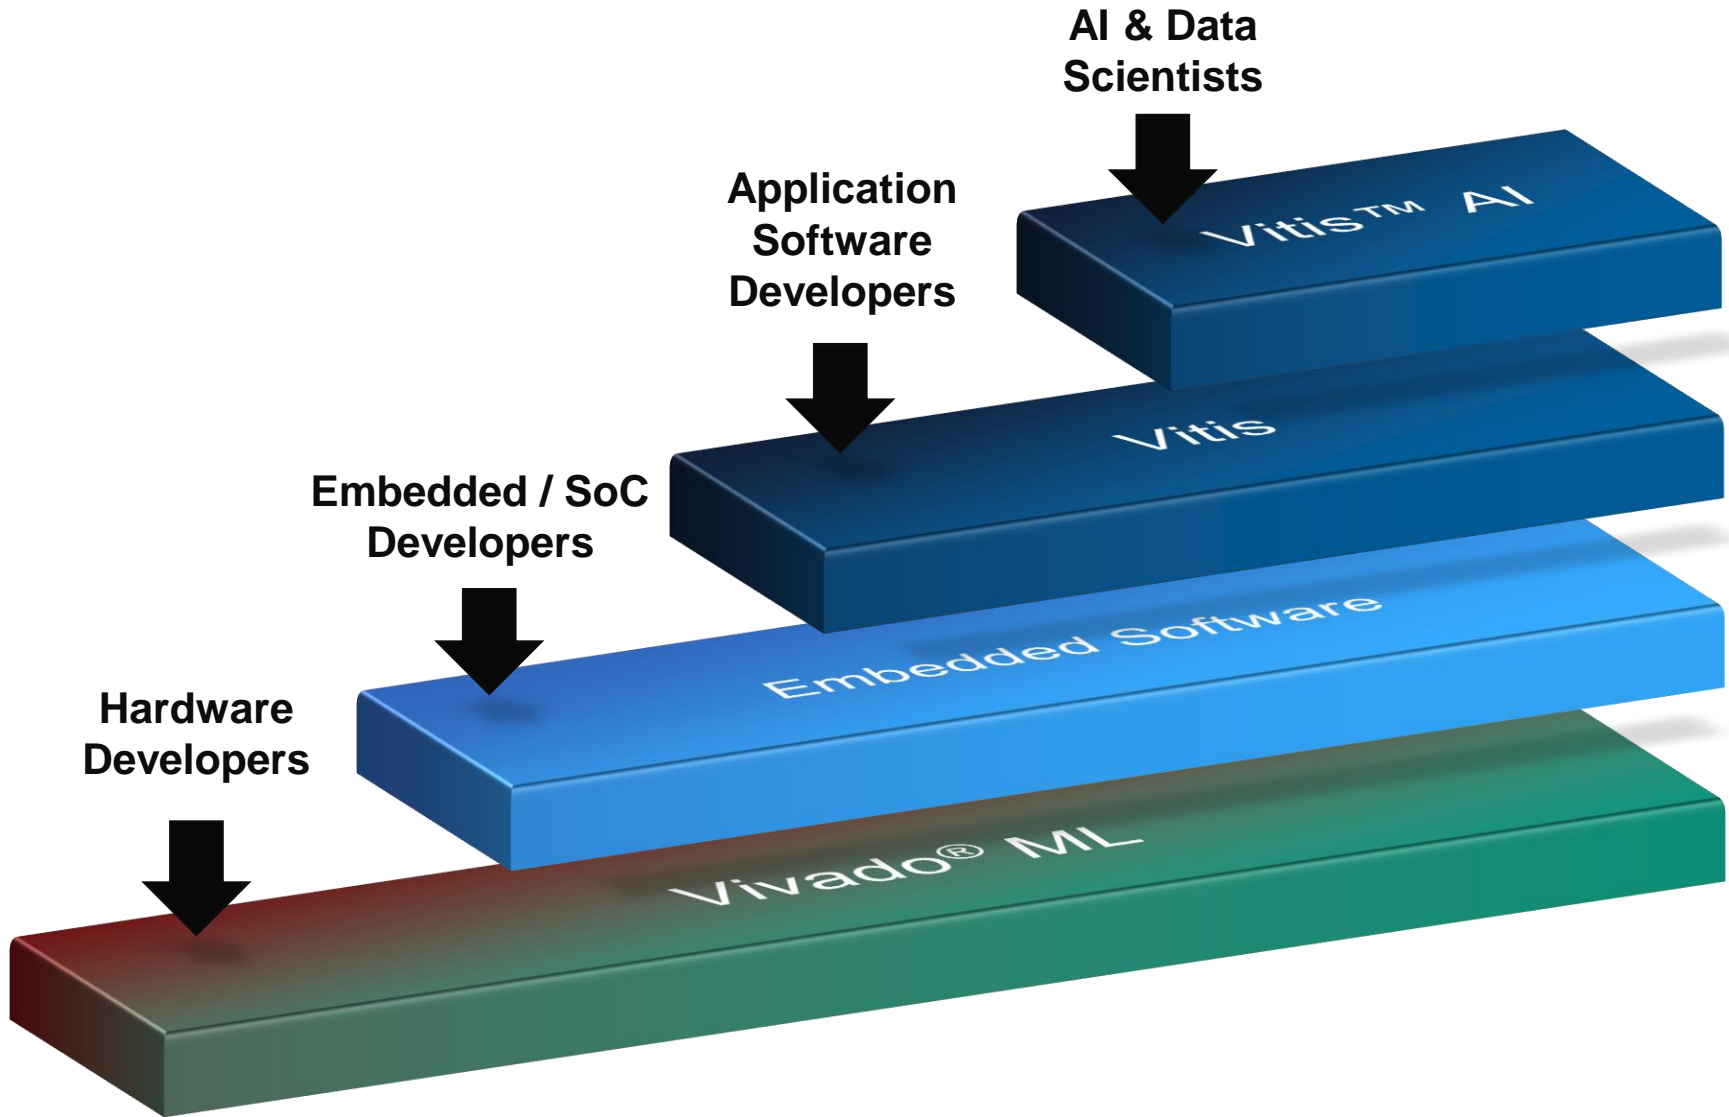 AI & Data
Scientists
Vitis™ AI
Application
Software
Developers
Vitis
Embedded / SoC
Developers
Embedded Software
Hardware
Developers
Vivado® ML